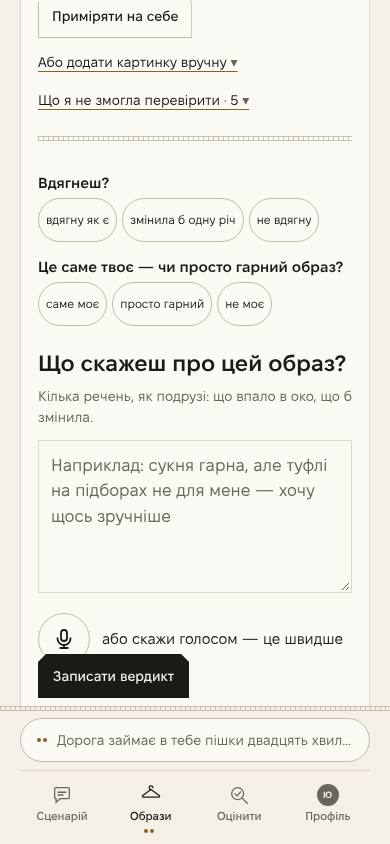 Приміряти на себе
Або додати картинку вручну ▾
Що я не змогла перевірити · 5 ▾
Вдягнеш?
вдягну як є
змінила б одну річ
не вдягну
Це саме твоє — чи просто гарний образ?
саме моє
просто гарний
не моє
Що скажеш про цей образ?
Кілька речень, як подрузі: що впало в око, що б
змінила.
Наприклад: сукня гарна, але туфлі
на підборах не для мене — хочу
щось зручніше
або скажи голосом — це швидше
Записати вердикт
Дорога займає в тебе пішки двадцять хвил...
Сценарій
Образи
Оцінити
Ю
Профіль